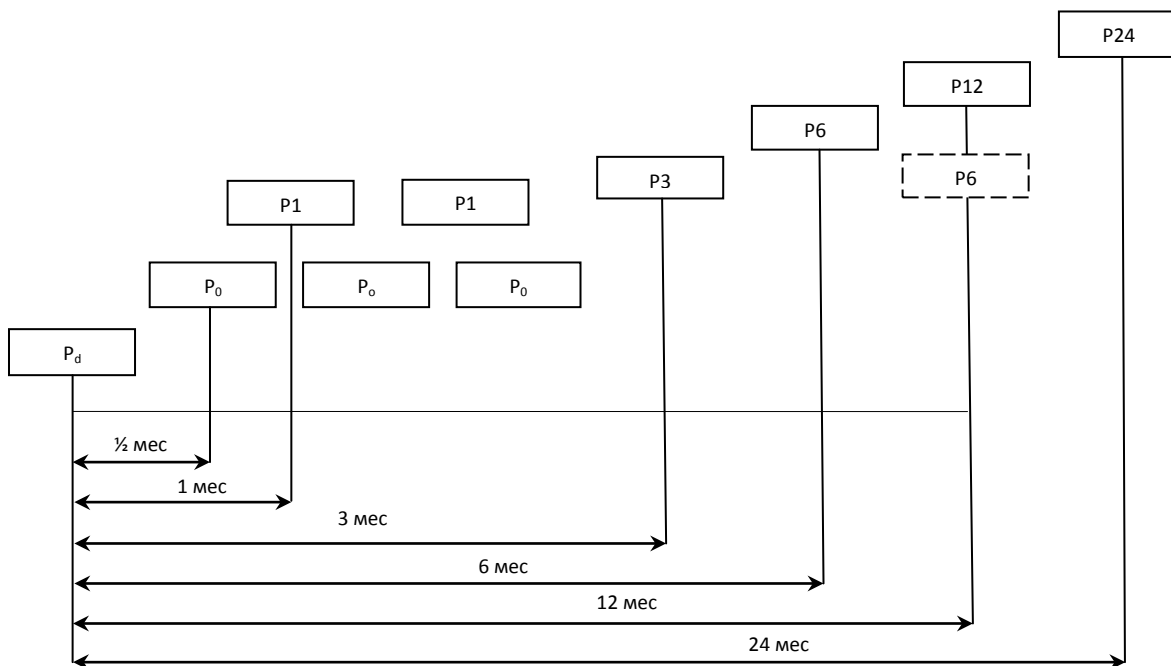 P24
P12
P6
P6
P3
P1
P1
P₀
Pₒ
P₀
P_d
½ мес
1 мес
3 мес
6 мес
12 мес
24 мес